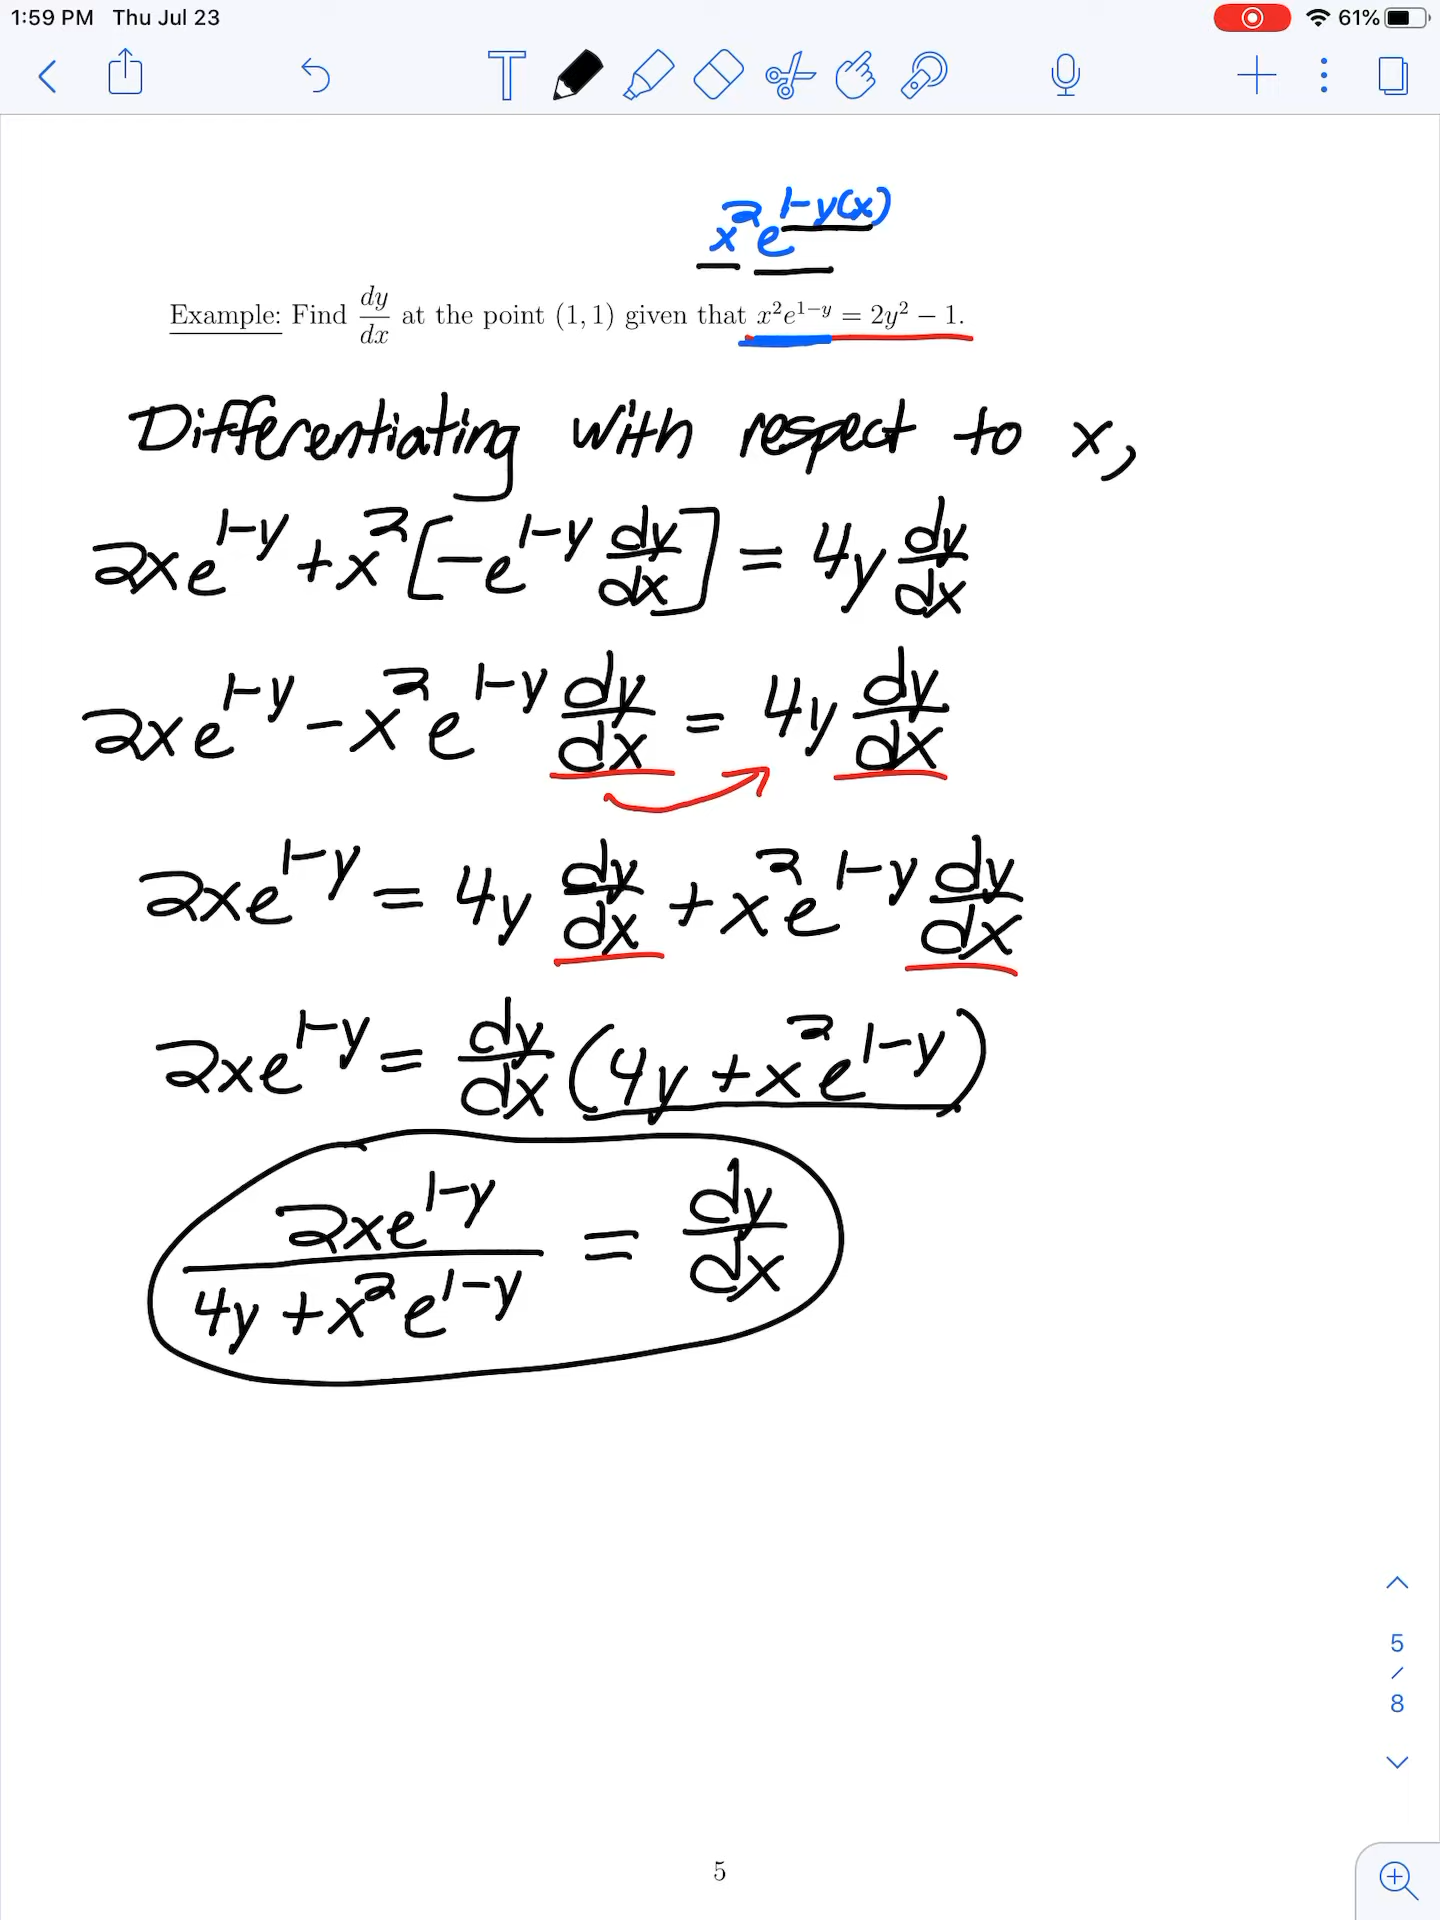 1:59 PM Thu Jul 23 61%
T
x²e^(1-y(x))
Example: Find dy/dx at the point (1, 1) given that x²e^(1−y) = 2y² − 1.
Differentiating with respect to x,
2xe^(1-y) + x²[-e^(1-y) dy/dx] = 4y dy/dx
2xe^(1-y) - x²e^(1-y) dy/dx = 4y dy/dx
2xe^(1-y) = 4y dy/dx + x²e^(1-y) dy/dx
2xe^(1-y) = dy/dx (4y + x²e^(1-y))
2xe^(1-y) / (4y + x²e^(1-y)) = dy/dx
5
/
8
5